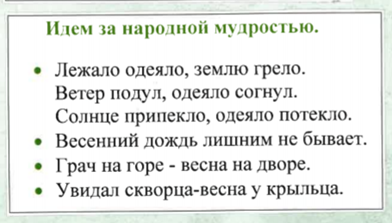 Идем за народной мудростью.
• Лежало одеяло, землю грело.
Ветер подул, одеяло согнул.
Солнце припекло, одеяло потекло.
• Весенний дождь лишним не бывает.
• Грач на горе - весна на дворе.
• Увидал скворца-весна у крыльца.